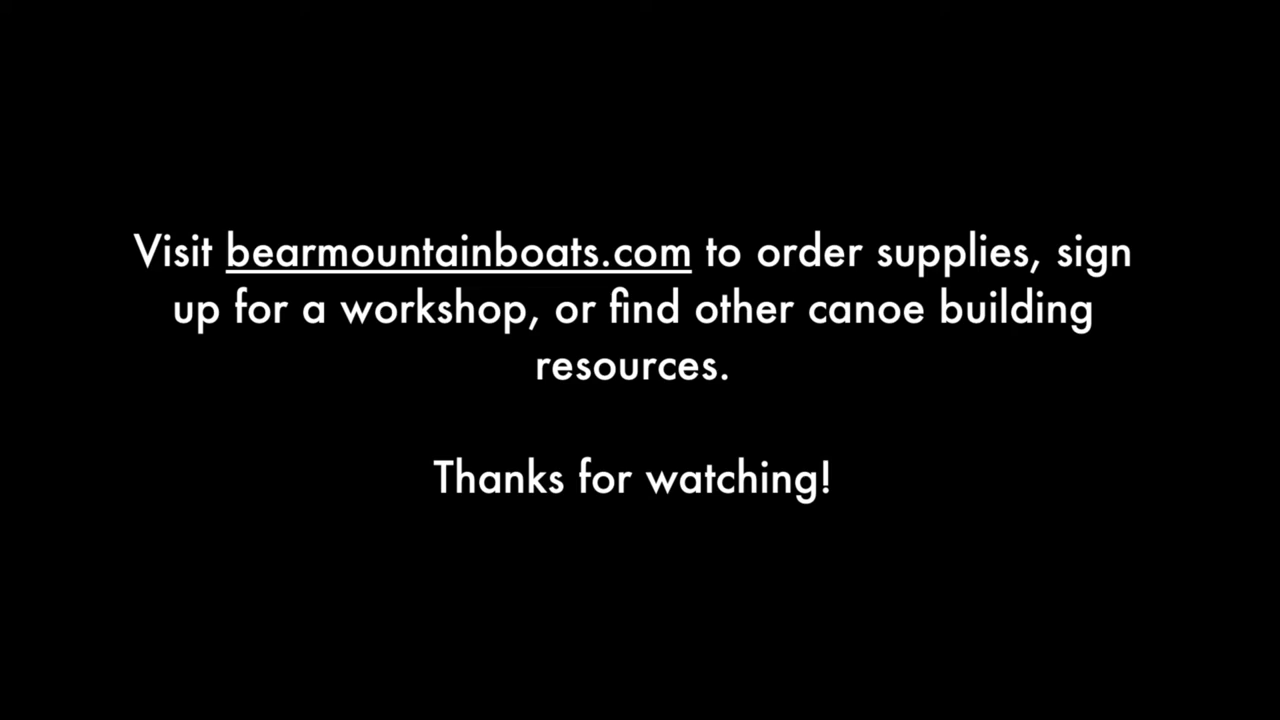 Visit bearmountainboats.com to order supplies, sign
up for a workshop, or find other canoe building
resources.
Thanks for watching!